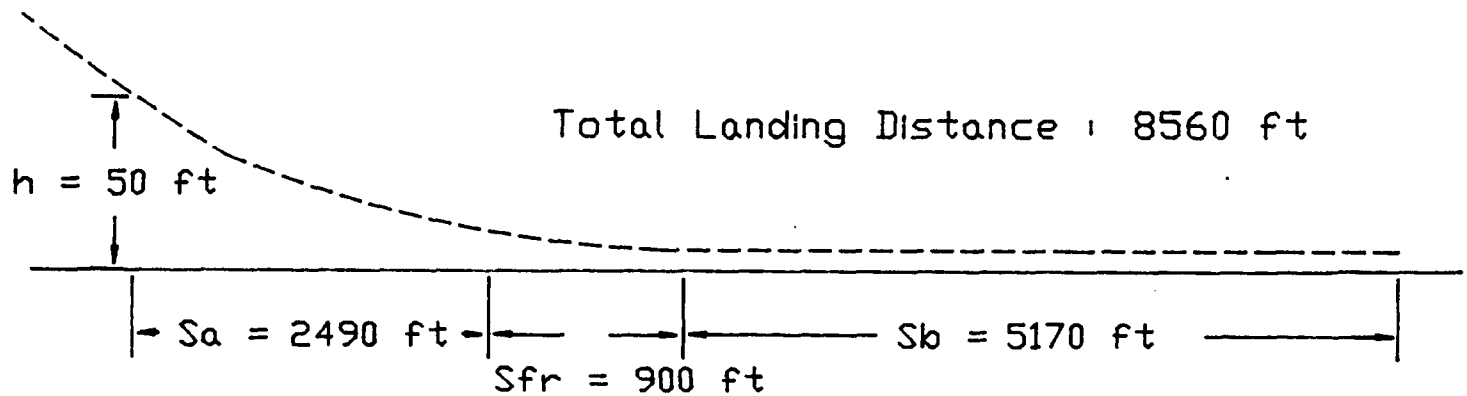 Total Landing Distance : 8560 ft
h = 50 ft
Sa = 2490 ft
Sb = 5170 ft
Sfr = 900 ft